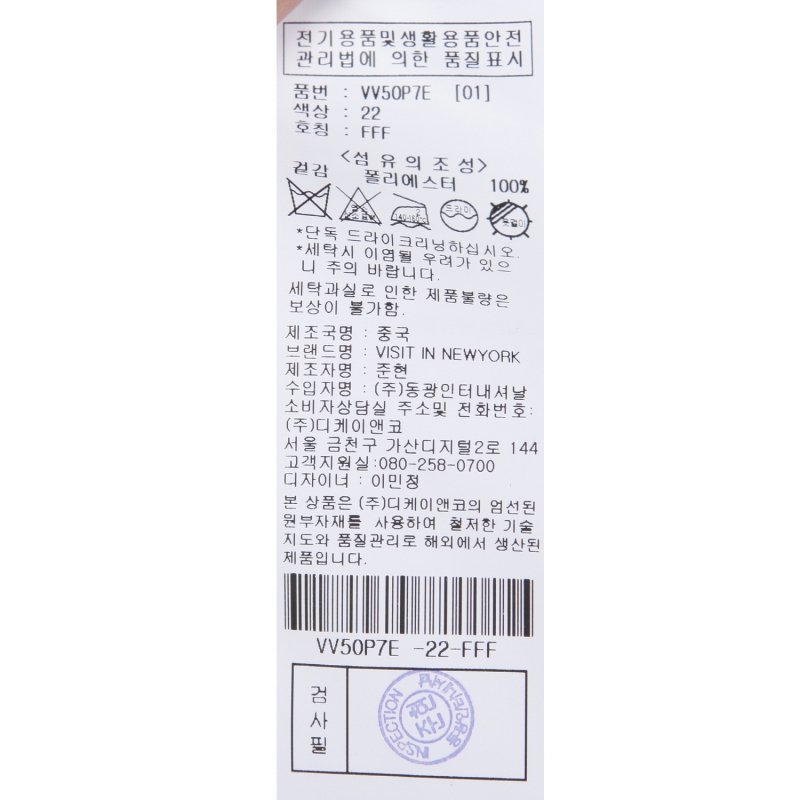 전기용품및생활용품안전
관리법에 의한 품질표시
품번 : VV50P7E [01]
색상 : 22
호칭 : FFF
<섬유의조성>
겉감 폴리에스터 100%
140-160℃ 드라이 옷걸이
*단독 드라이크리닝하십시오.
*세탁시 이염될 우려가 있으
니 주의 바랍니다.
세탁과실로 인한 제품불량은
보상이 불가함.
제조국명 : 중국
브랜드명 : VISIT IN NEWYORK
제조자명 : 준현
수입자명 : (주)동광인터내셔날
소비자상담실 주소및 전화번호:
(주)디케이앤코
서울 금천구 가산디지털2로 144
고객지원실:080-258-0700
디자이너 : 이민정
본 상품은 (주)디케이앤코의 엄선된
원부자재를 사용하여 철저한 기술
지도와 품질관리로 해외에서 생산된
제품입니다.
VV50P7E -22-FFF
검사필
INSPECTION
검사